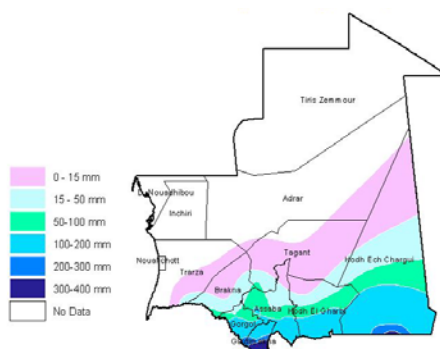 Tiris Zemmour
0 - 15 mm
15 - 50 mm
50-100 mm
100-200 mm
200-300 mm
300-400 mm
No Data
D. Nouadhibou
Inchiri
Adrar
Nouakchott
Trarza
Tagant
Hodh Ech Chargui
Brakna
Assaba
Hodh El Gharbi
Gorgol